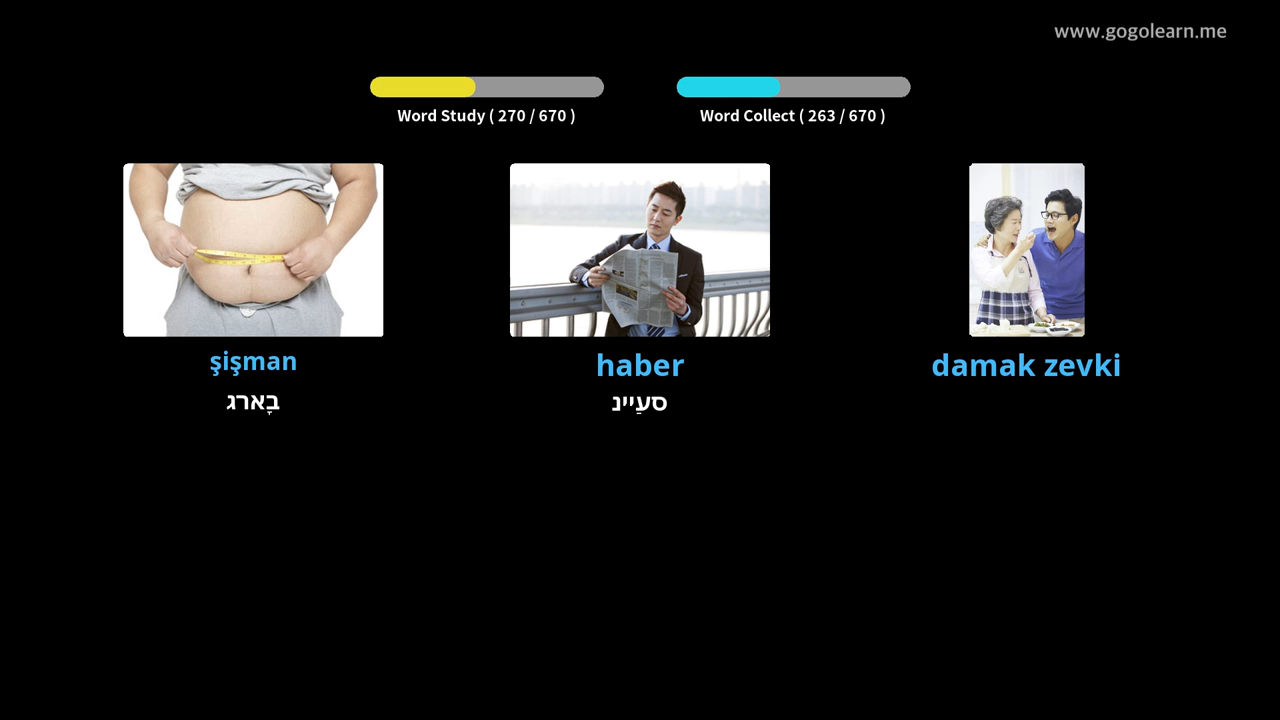 www.gogolearn.me
Word Study ( 270 / 670 )
Word Collect ( 263 / 670 )
şişman
haber
damak zevki
בָארג
סעַיינ